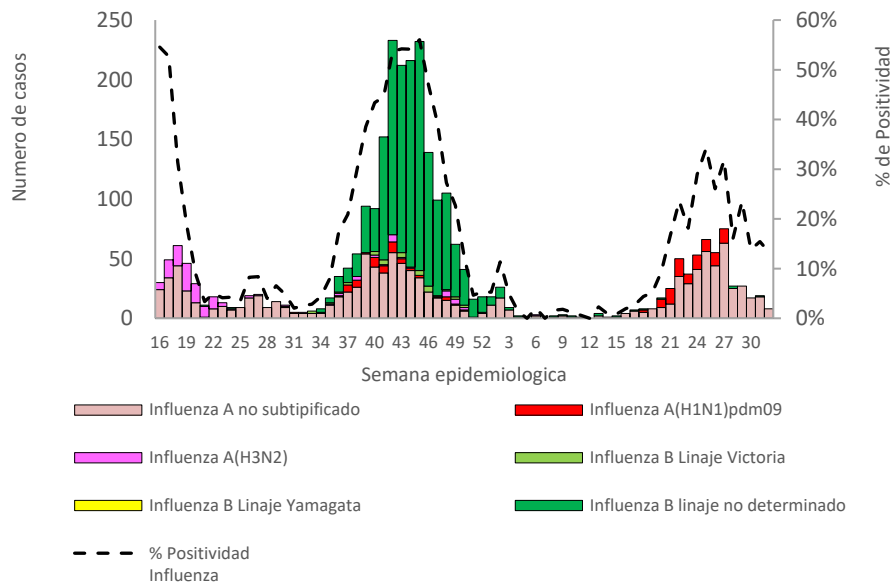 250
200
150
100
50
0
Numero de casos
60%
50%
40%
30%
20%
10%
0%
% de Positividad
16 19 22 25 28 31 34 37 40 43 46 49 52 3 6 9 12 15 18 21 24 27 30
Semana epidemiologica
Influenza A no subtipificado
Influenza A(H1N1)pdm09
Influenza A(H3N2)
Influenza B Linaje Victoria
Influenza B Linaje Yamagata
Influenza B linaje no determinado
% Positividad
Influenza